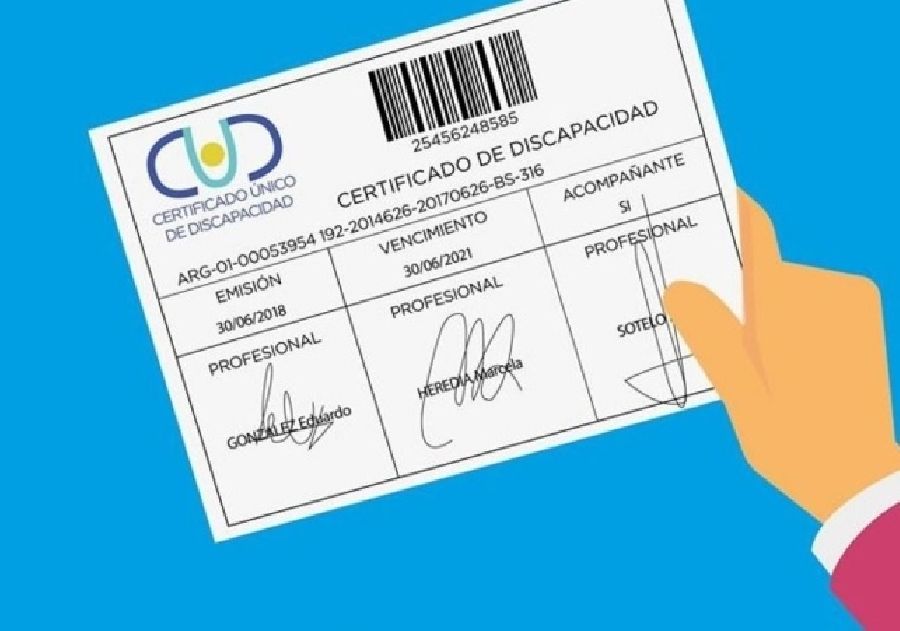 25456248585
CERTIFICADO ÚNICO
DE DISCAPACIDAD
CERTIFICADO DE DISCAPACIDAD
ARG-01-00053954 192-2014626-20170626-BS-316
EMISIÓN
30/06/2018
VENCIMIENTO
30/06/2021
ACOMPAÑANTE
SI
PROFESIONAL
GONZALEZ Eduardo
PROFESIONAL
HEREDIA Marcela
PROFESIONAL
SOTELO